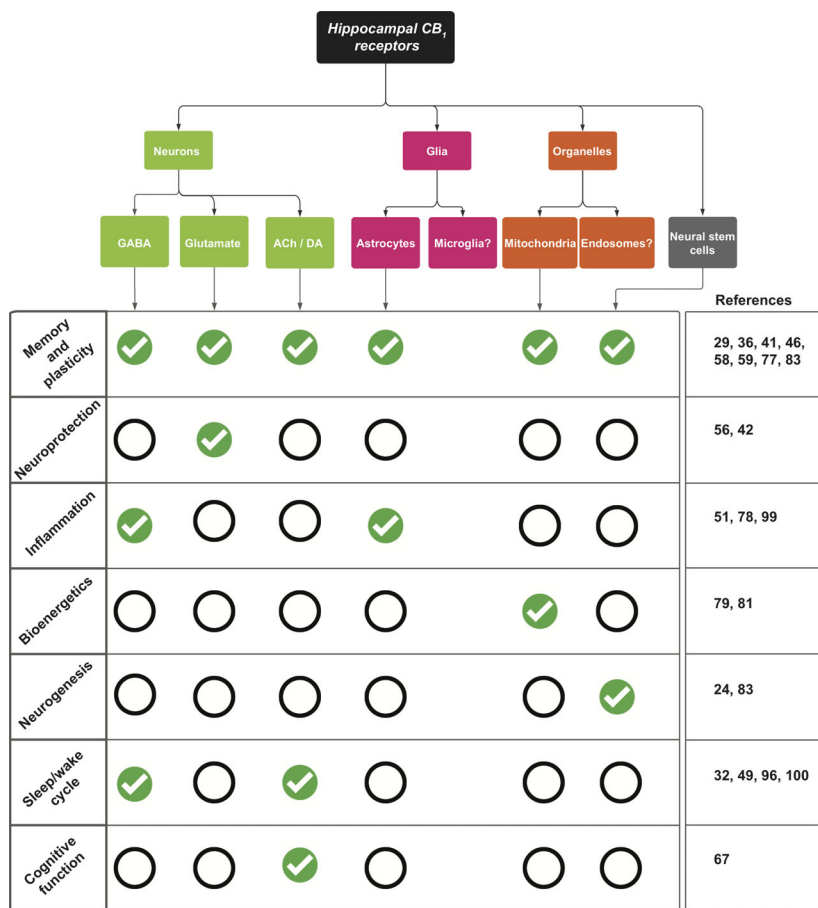 Hippocampal CB1
receptors
Neurons
Glia
Organelles
GABA
Glutamate
ACh / DA
Astrocytes
Microglia?
Mitochondria
Endosomes?
Neural stem
cells
References
Memory
and
plasticity
29, 36, 41, 46,
58, 59, 77, 83
Neuroprotection
56, 42
Inflammation
51, 78, 99
Bioenergetics
79, 81
Neurogenesis
24, 83
Sleep/wake
cycle
32, 49, 96, 100
Cognitive
function
67